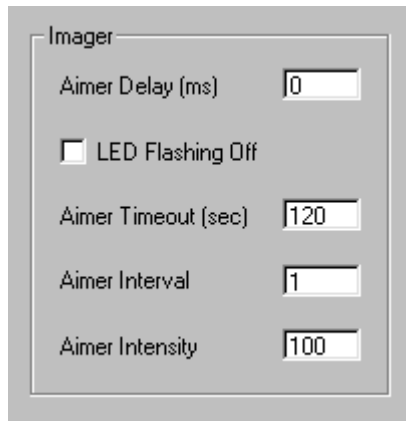 Imager
Aimer Delay (ms) 0
LED Flashing Off
Aimer Timeout (sec) 120
Aimer Interval 1
Aimer Intensity 100